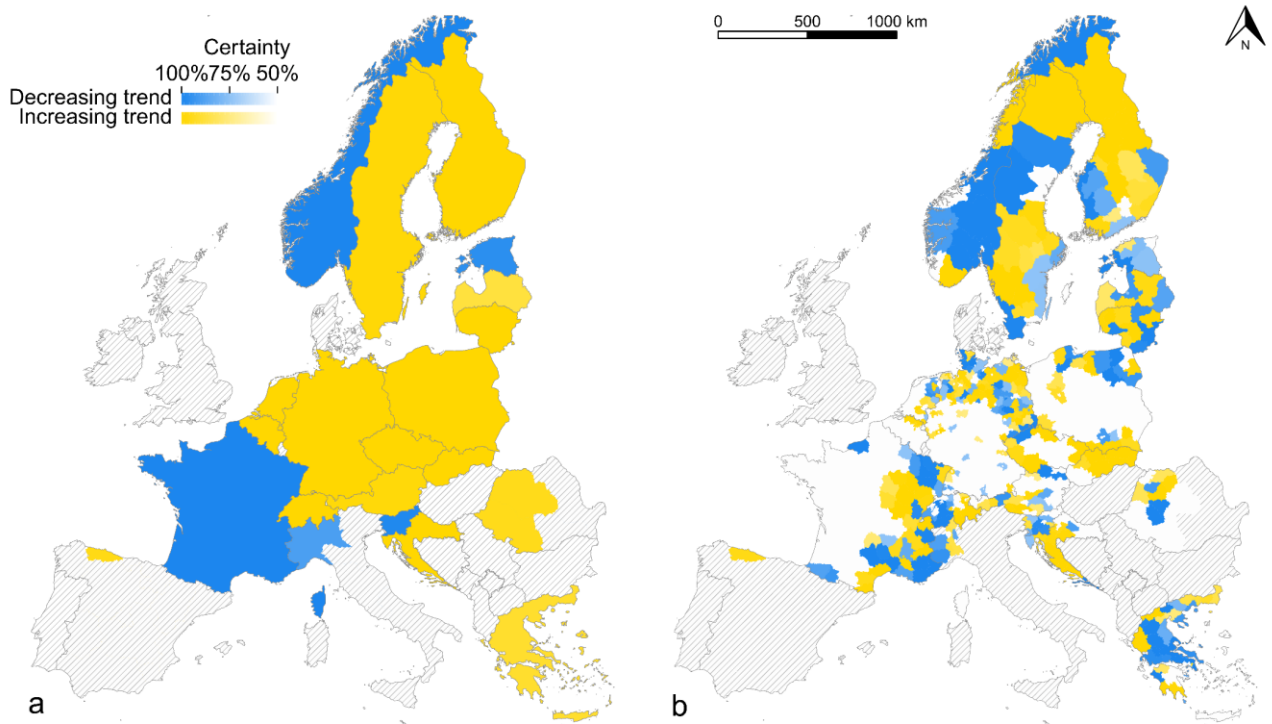 Certainty
100%75% 50%
Decreasing trend
Increasing trend
0 500 1000 km
N
a
b